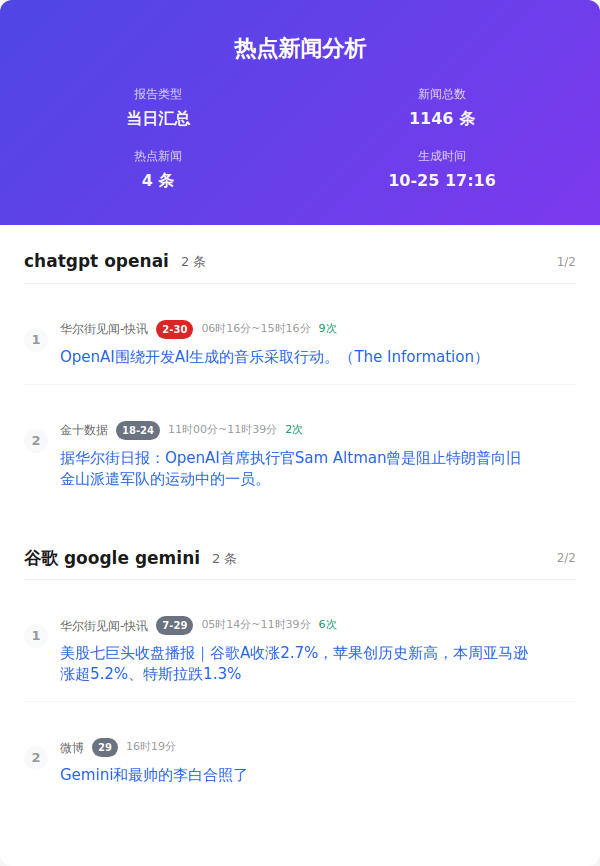 热点新闻分析
报告类型
新闻总数
当日汇总
1146 条
热点新闻
生成时间
4 条
10-25 17:16
chatgpt openai 2 条 1/2
1 华尔街见闻-快讯 2-30 06时16分~15时16分 9次
OpenAI围绕开发AI生成的音乐采取行动。（The Information）
2 金十数据 18-24 11时00分~11时39分 2次
据华尔街日报：OpenAI首席执行官Sam Altman曾是阻止特朗普向旧
金山派遣军队的运动中的一员。
谷歌 google gemini 2 条 2/2
1 华尔街见闻-快讯 7-29 05时14分~11时39分 6次
美股七巨头收盘播报｜谷歌A收涨2.7%，苹果创历史新高，本周亚马逊
涨超5.2%、特斯拉跌1.3%
2 微博 29 16时19分
Gemini和最帅的李白合照了